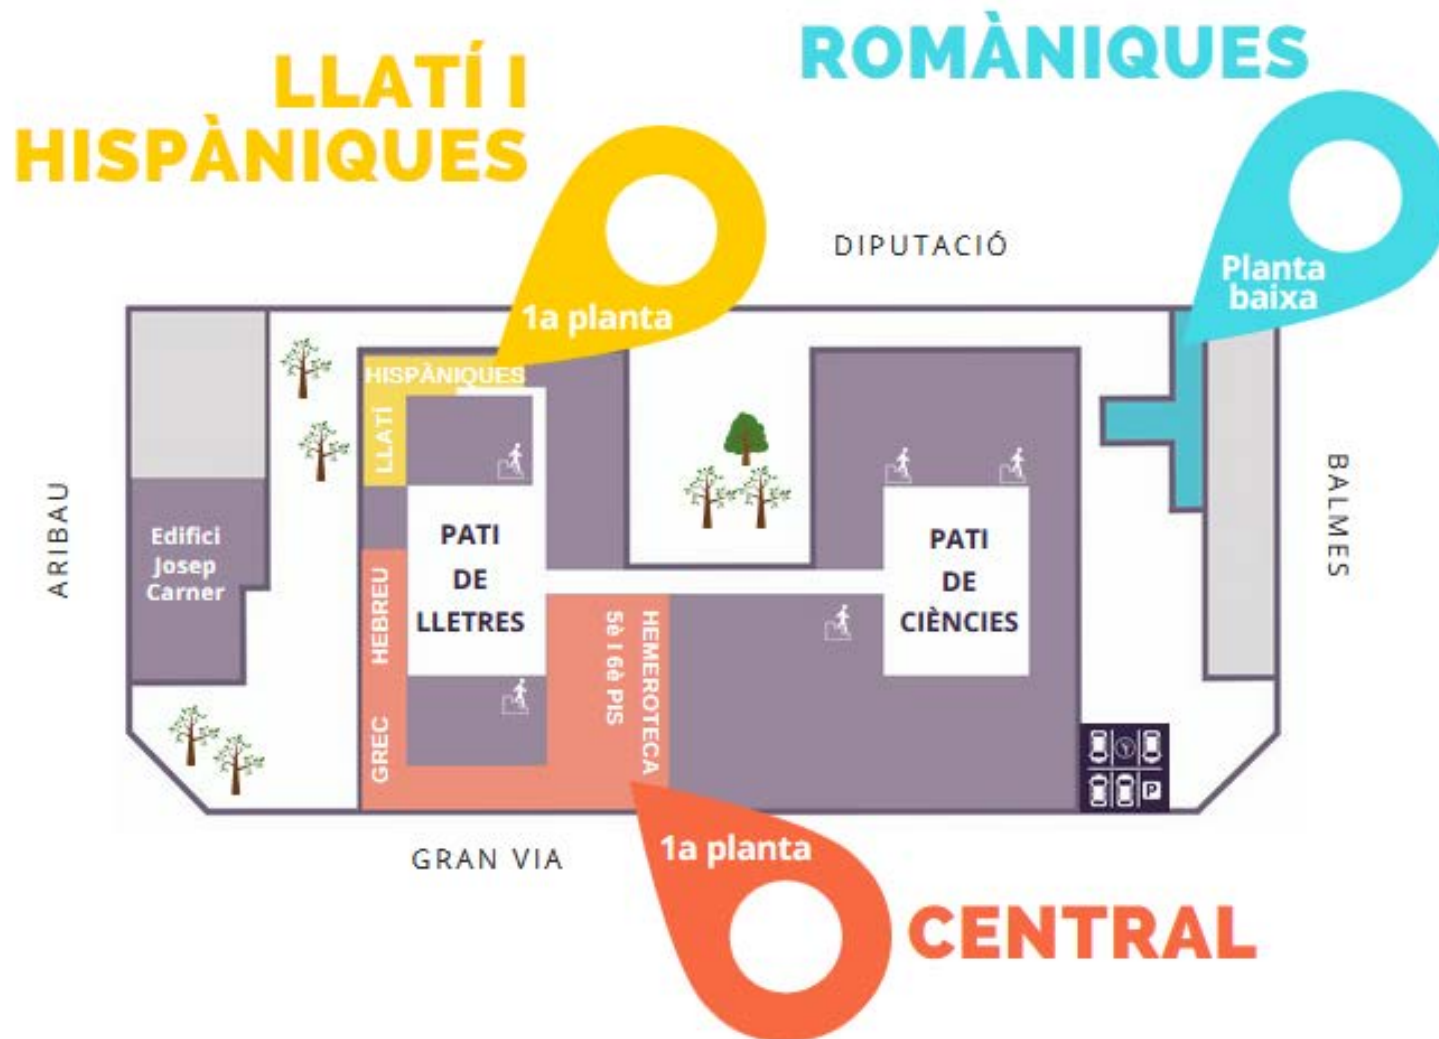 LLATÍ I
HISPÀNIQUES
ROMÀNIQUES
DIPUTACIÓ
Planta
baixa
1a planta
HISPÀNIQUES
LLATÍ
ARIBAU
Edifici
Josep
Carner
PATI
DE
LLETRES
HEBREU
GREC
HEMEROTECA
5è I 6è PIS
PATI
DE
CIÈNCIES
BALMES
P
GRAN VIA
1a planta
CENTRAL